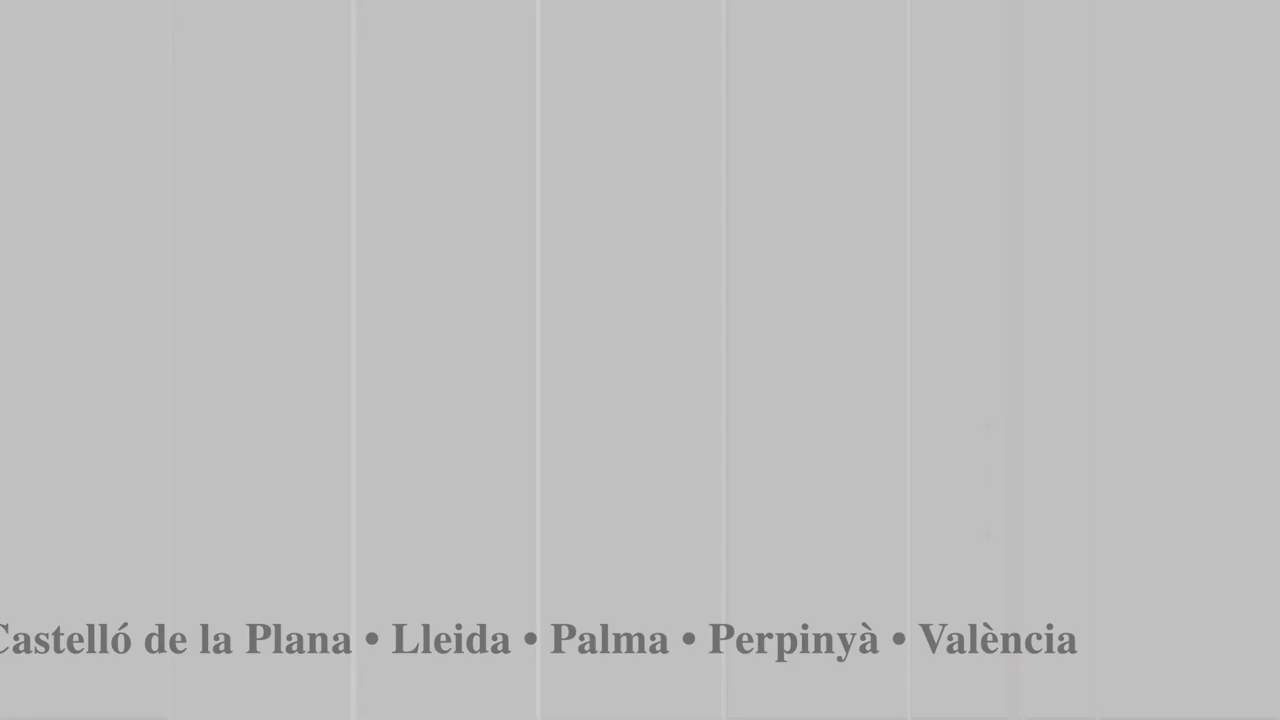 Castelló de la Plana • Lleida • Palma • Perpinyà • València